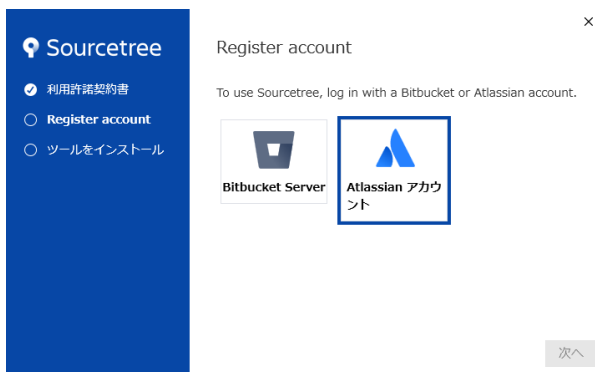 Sourcetree
利用許諾契約書
Register account
ツールをインストール
×
Register account
To use Sourcetree, log in with a Bitbucket or Atlassian account.
Bitbucket Server
Atlassian アカウ
ント
次へ